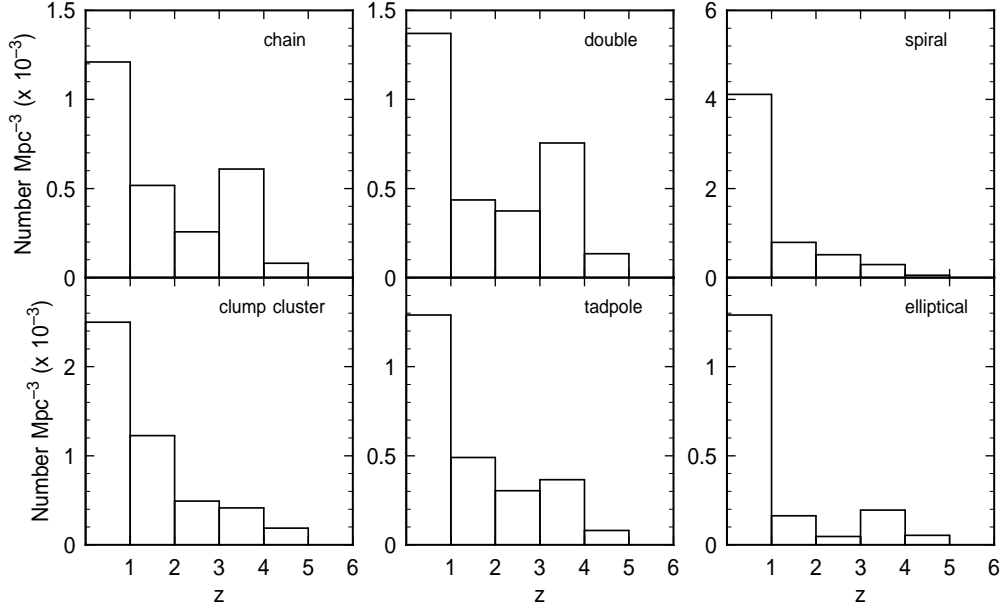 1.5 1.5 6
chain double spiral
Number Mpc⁻³ (x 10⁻³)
1 1 4
0.5 0.5 2
0 0 0
clump cluster tadpole elliptical
Number Mpc⁻³ (x 10⁻³)
2 1 1
1 0.5 0.5
0 0 0
1 2 3 4 5 6 1 2 3 4 5 6 1 2 3 4 5 6
z z z